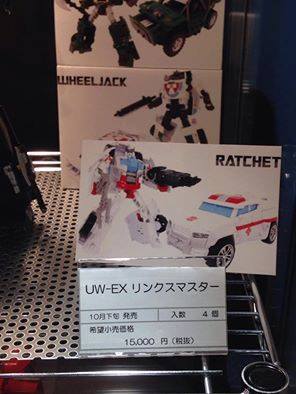 WHEELJACK
RATCHET
UW-EX リンクスマスター
10月下旬 発売 入数 4 個
希望小売価格
15,000 円（税抜）